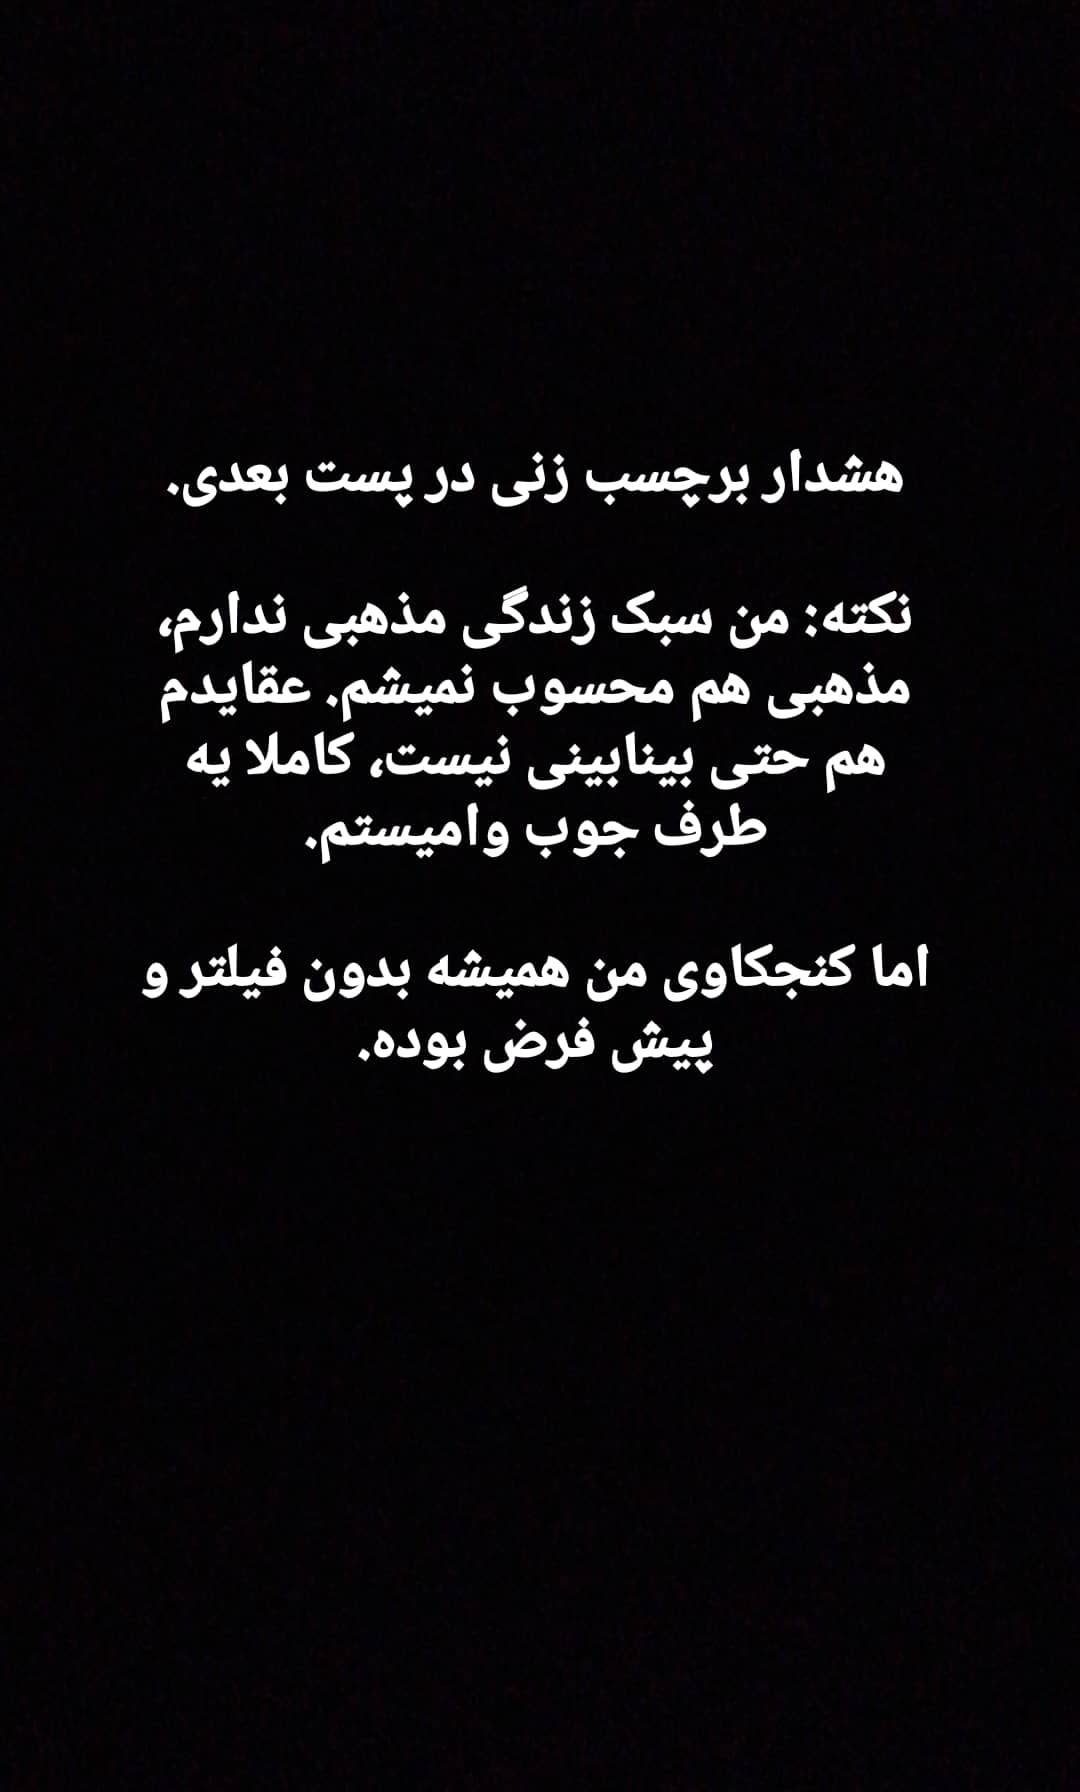 هشدار برچسب زنی در پست بعدی.
نکته: من سبک زندگی مذهبی ندارم،
مذهبی هم محسوب نمیشم. عقایدم
هم حتی بینابینی نیست، کاملا یه
طرف جوب وامیستم.
اما کنجکاوی من همیشه بدون فیلتر و
پیش فرض بوده.